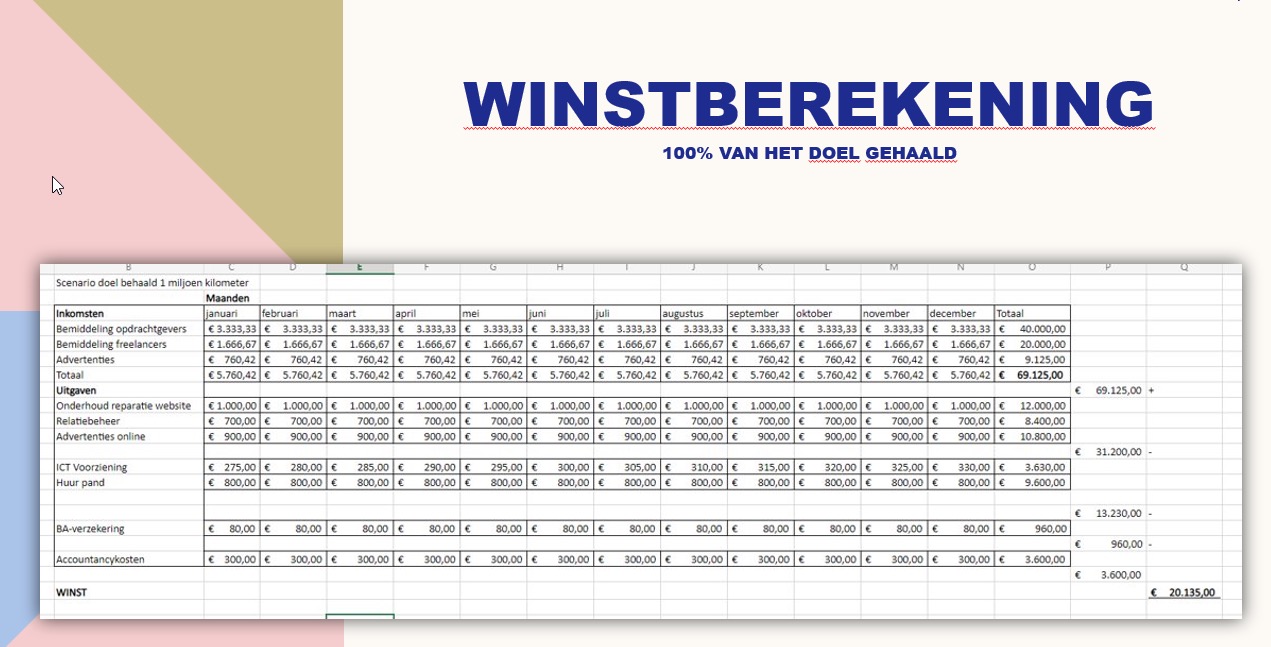 WINSTBEREKENING
100% VAN HET DOEL GEHAALD
B C D E F G H I J K L M N O P Q
Scenario doel behaald 1 miljoen kilometer
Maanden
Inkomsten januari februari maart april mei juni juli augustus september oktober november december Totaal
Bemiddeling opdrachtgevers € 3.333,33 € 3.333,33 € 3.333,33 € 3.333,33 € 3.333,33 € 3.333,33 € 3.333,33 € 3.333,33 € 3.333,33 € 3.333,33 € 3.333,33 € 3.333,33 € 40.000,00
Bemiddeling freelancers € 1.666,67 € 1.666,67 € 1.666,67 € 1.666,67 € 1.666,67 € 1.666,67 € 1.666,67 € 1.666,67 € 1.666,67 € 1.666,67 € 1.666,67 € 1.666,67 € 20.000,00
Advertenties € 760,42 € 760,42 € 760,42 € 760,42 € 760,42 € 760,42 € 760,42 € 760,42 € 760,42 € 760,42 € 760,42 € 760,42 € 9.125,00
Totaal € 5.760,42 € 5.760,42 € 5.760,42 € 5.760,42 € 5.760,42 € 5.760,42 € 5.760,42 € 5.760,42 € 5.760,42 € 5.760,42 € 5.760,42 € 5.760,42 € 69.125,00
Uitgaven € 69.125,00 +
Onderhoud reparatie website € 1.000,00 € 1.000,00 € 1.000,00 € 1.000,00 € 1.000,00 € 1.000,00 € 1.000,00 € 1.000,00 € 1.000,00 € 1.000,00 € 1.000,00 € 1.000,00 € 12.000,00
Relatiebeheer € 700,00 € 700,00 € 700,00 € 700,00 € 700,00 € 700,00 € 700,00 € 700,00 € 700,00 € 700,00 € 700,00 € 700,00 € 8.400,00
Advertenties online € 900,00 € 900,00 € 900,00 € 900,00 € 900,00 € 900,00 € 900,00 € 900,00 € 900,00 € 900,00 € 900,00 € 900,00 € 10.800,00
€ 31.200,00 -
ICT Voorziening € 275,00 € 280,00 € 285,00 € 290,00 € 295,00 € 300,00 € 305,00 € 310,00 € 315,00 € 320,00 € 325,00 € 330,00 € 3.630,00
Huur pand € 800,00 € 800,00 € 800,00 € 800,00 € 800,00 € 800,00 € 800,00 € 800,00 € 800,00 € 800,00 € 800,00 € 800,00 € 9.600,00
€ 13.230,00 -
BA-verzekering € 80,00 € 80,00 € 80,00 € 80,00 € 80,00 € 80,00 € 80,00 € 80,00 € 80,00 € 80,00 € 80,00 € 80,00 € 960,00
€ 960,00 -
Accountancykosten € 300,00 € 300,00 € 300,00 € 300,00 € 300,00 € 300,00 € 300,00 € 300,00 € 300,00 € 300,00 € 300,00 € 300,00 € 3.600,00
€ 3.600,00
WINST € 20.135,00